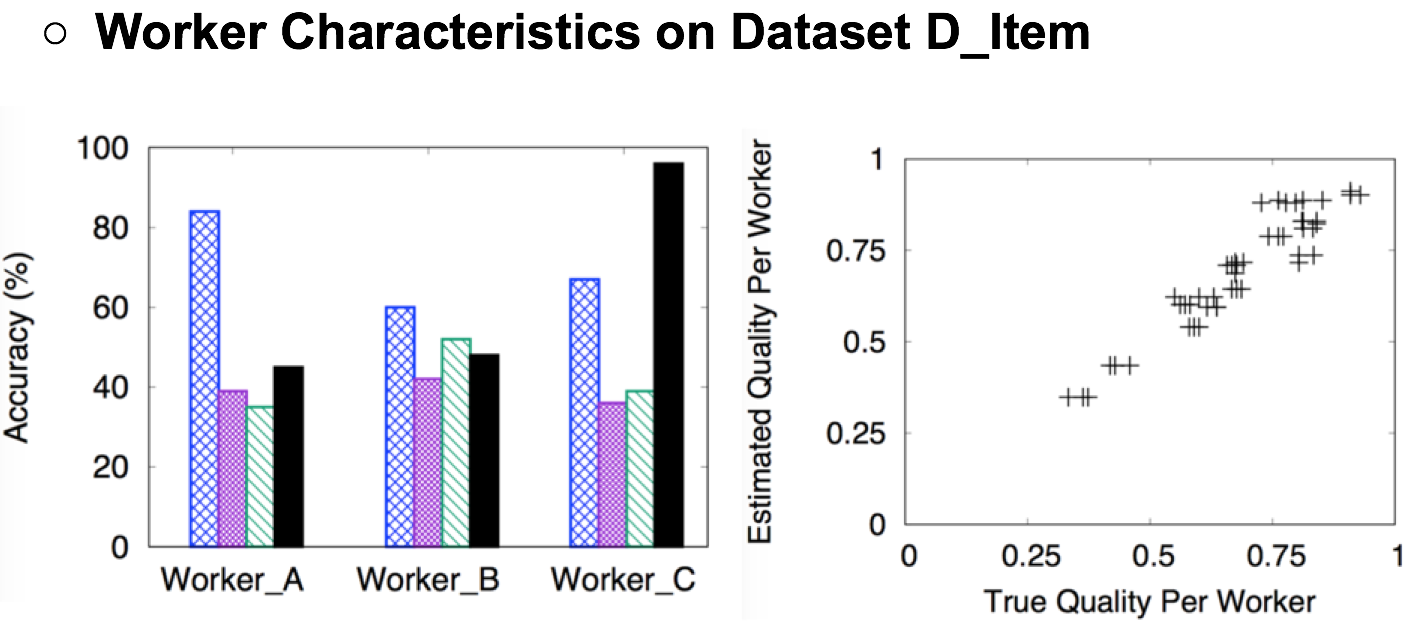 ○ Worker Characteristics on Dataset D_Item
Accuracy (%)
100
80
60
40
20
0
Worker_A Worker_B Worker_C
Estimated Quality Per Worker
1
0.75
0.5
0.25
0
0 0.25 0.5 0.75 1
True Quality Per Worker